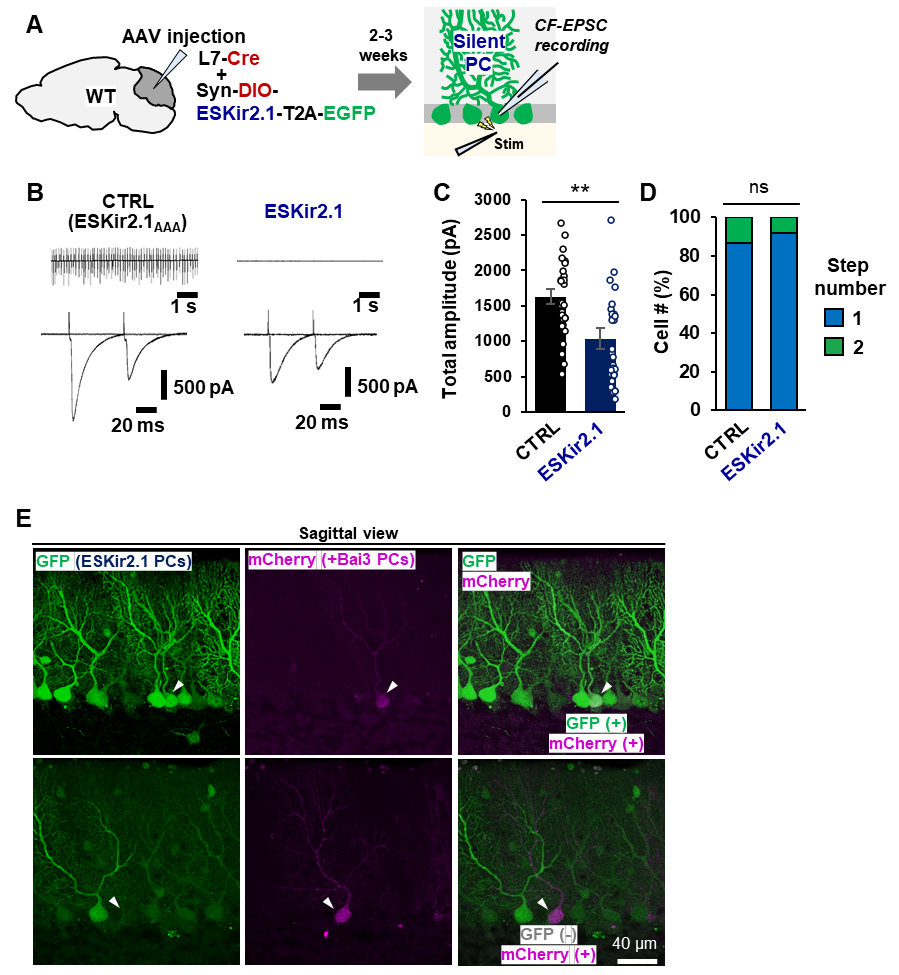 A
AAV injection
L7-Cre
+
Syn-DIO-
ESKir2.1-T2A-EGFP
WT
2-3
weeks
Silent
PC
CF-EPSC
recording
Stim
B
CTRL
(ESKir2.1AAA)
ESKir2.1
1 s
1 s
500 pA
20 ms
500 pA
20 ms
C
**
Total amplitude (pA)
3000
2500
2000
1500
1000
500
0
CTRL
ESKir2.1
D
ns
Cell # (%)
100
80
60
40
20
0
CTRL
ESKir2.1
Step
number
1
2
E
Sagittal view
GFP (ESKir2.1 PCs)
mCherry (+Bai3 PCs)
GFP
mCherry
GFP (+)
mCherry (+)
GFP (-)
mCherry (+)
40 µm